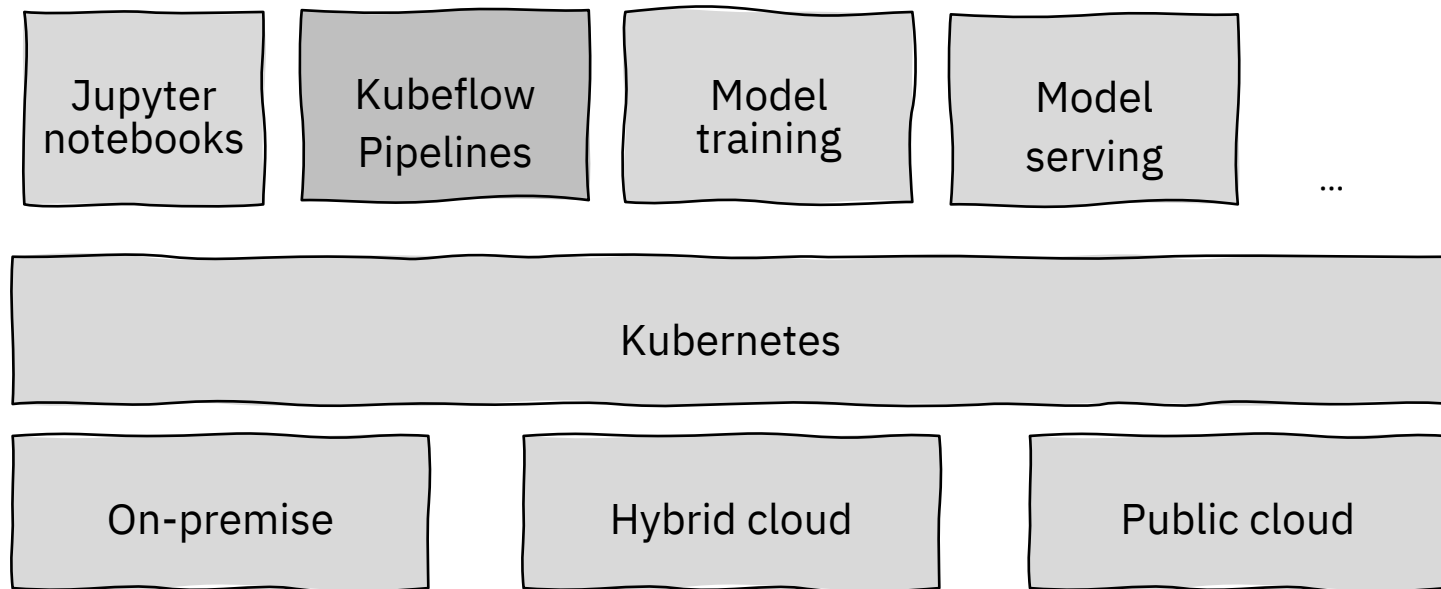 Jupyter
notebooks
Kubeflow
Pipelines
Model
training
Model
serving
...
Kubernetes
On-premise
Hybrid cloud
Public cloud